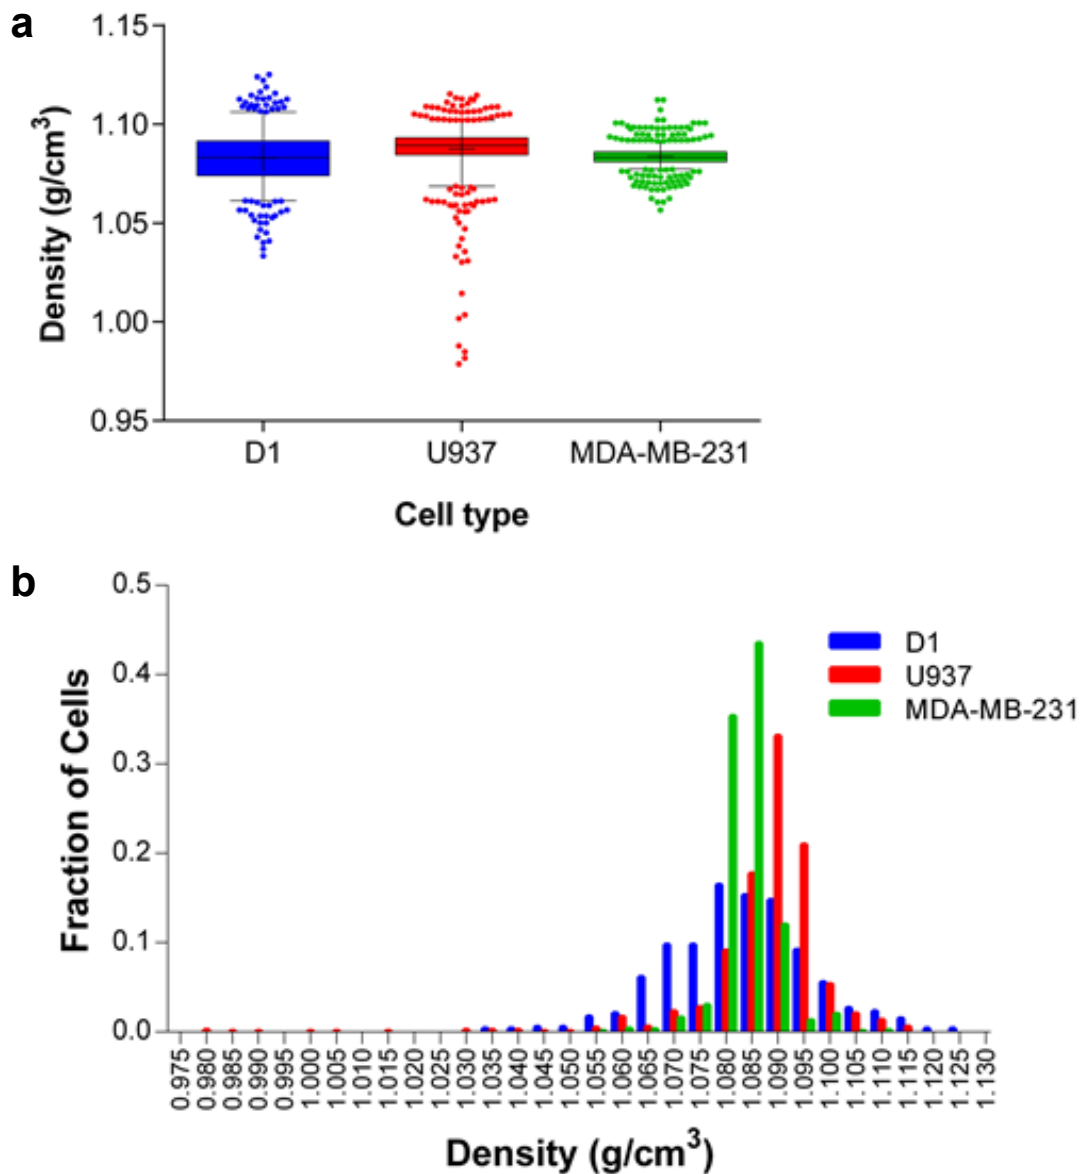 a
Density (g/cm³)
1.15
1.10
1.05
1.00
0.95
D1 U937 MDA-MB-231
Cell type
b
Fraction of Cells
0.5
0.4
0.3
0.2
0.1
0.0
D1
U937
MDA-MB-231
0.975 0.980 0.985 0.990 0.995 1.000 1.005 1.010 1.015 1.020 1.025 1.030 1.035 1.040 1.045 1.050 1.055 1.060 1.065 1.070 1.075 1.080 1.085 1.090 1.095 1.100 1.105 1.110 1.115 1.120 1.125 1.130
Density (g/cm³)